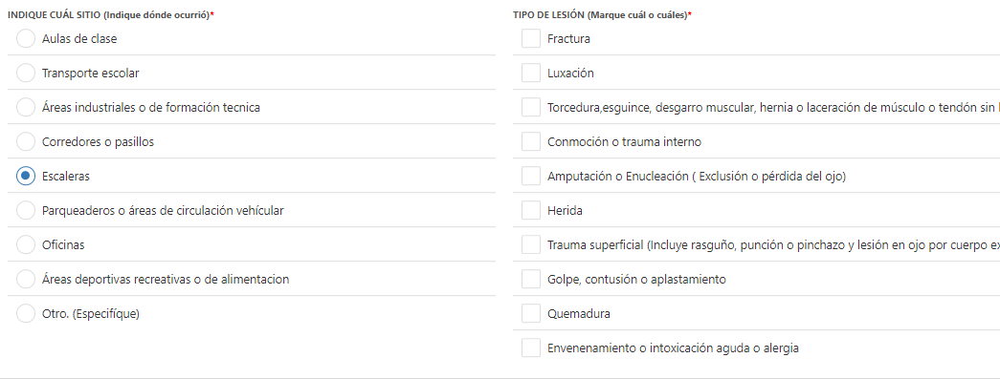 INDIQUE CUÁL SITIO (Indique dónde ocurrió)*
Aulas de clase
Transporte escolar
Áreas industriales o de formación tecnica
Corredores o pasillos
Escaleras
Parqueaderos o áreas de circulación vehícular
Oficinas
Áreas deportivas recreativas o de alimentacion
Otro. (Especifíque)
TIPO DE LESIÓN (Marque cuál o cuáles)*
Fractura
Luxación
Torcedura,esguince, desgarro muscular, hernia o laceración de músculo o tendón sin
Conmoción o trauma interno
Amputación o Enucleación ( Exclusión o pérdida del ojo)
Herida
Trauma superficial (Incluye rasguño, punción o pinchazo y lesión en ojo por cuerpo
Golpe, contusión o aplastamiento
Quemadura
Envenenamiento o intoxicación aguda o alergia